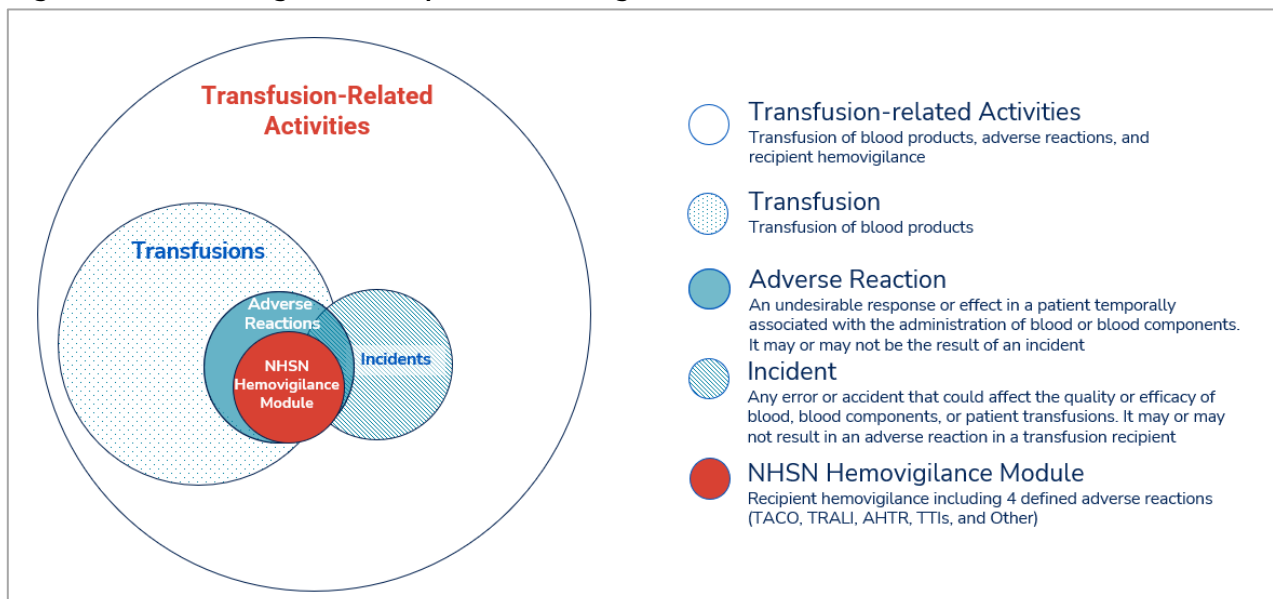 Transfusion-Related
Activities
Transfusions
Adverse
Reactions
Incidents
NHSN
Hemovigilance
Module
Transfusion-related Activities
Transfusion of blood products, adverse reactions, and
recipient hemovigilance
Transfusion
Transfusion of blood products
Adverse Reaction
An undesirable response or effect in a patient temporally
associated with the administration of blood or blood components.
It may or may not be the result of an incident
Incident
Any error or accident that could affect the quality or efficacy of
blood, blood components, or patient transfusions. It may or may
not result in an adverse reaction in a transfusion recipient
NHSN Hemovigilance Module
Recipient hemovigilance including 4 defined adverse reactions
(TACO, TRALI, AHTR, TTIs, and Other)